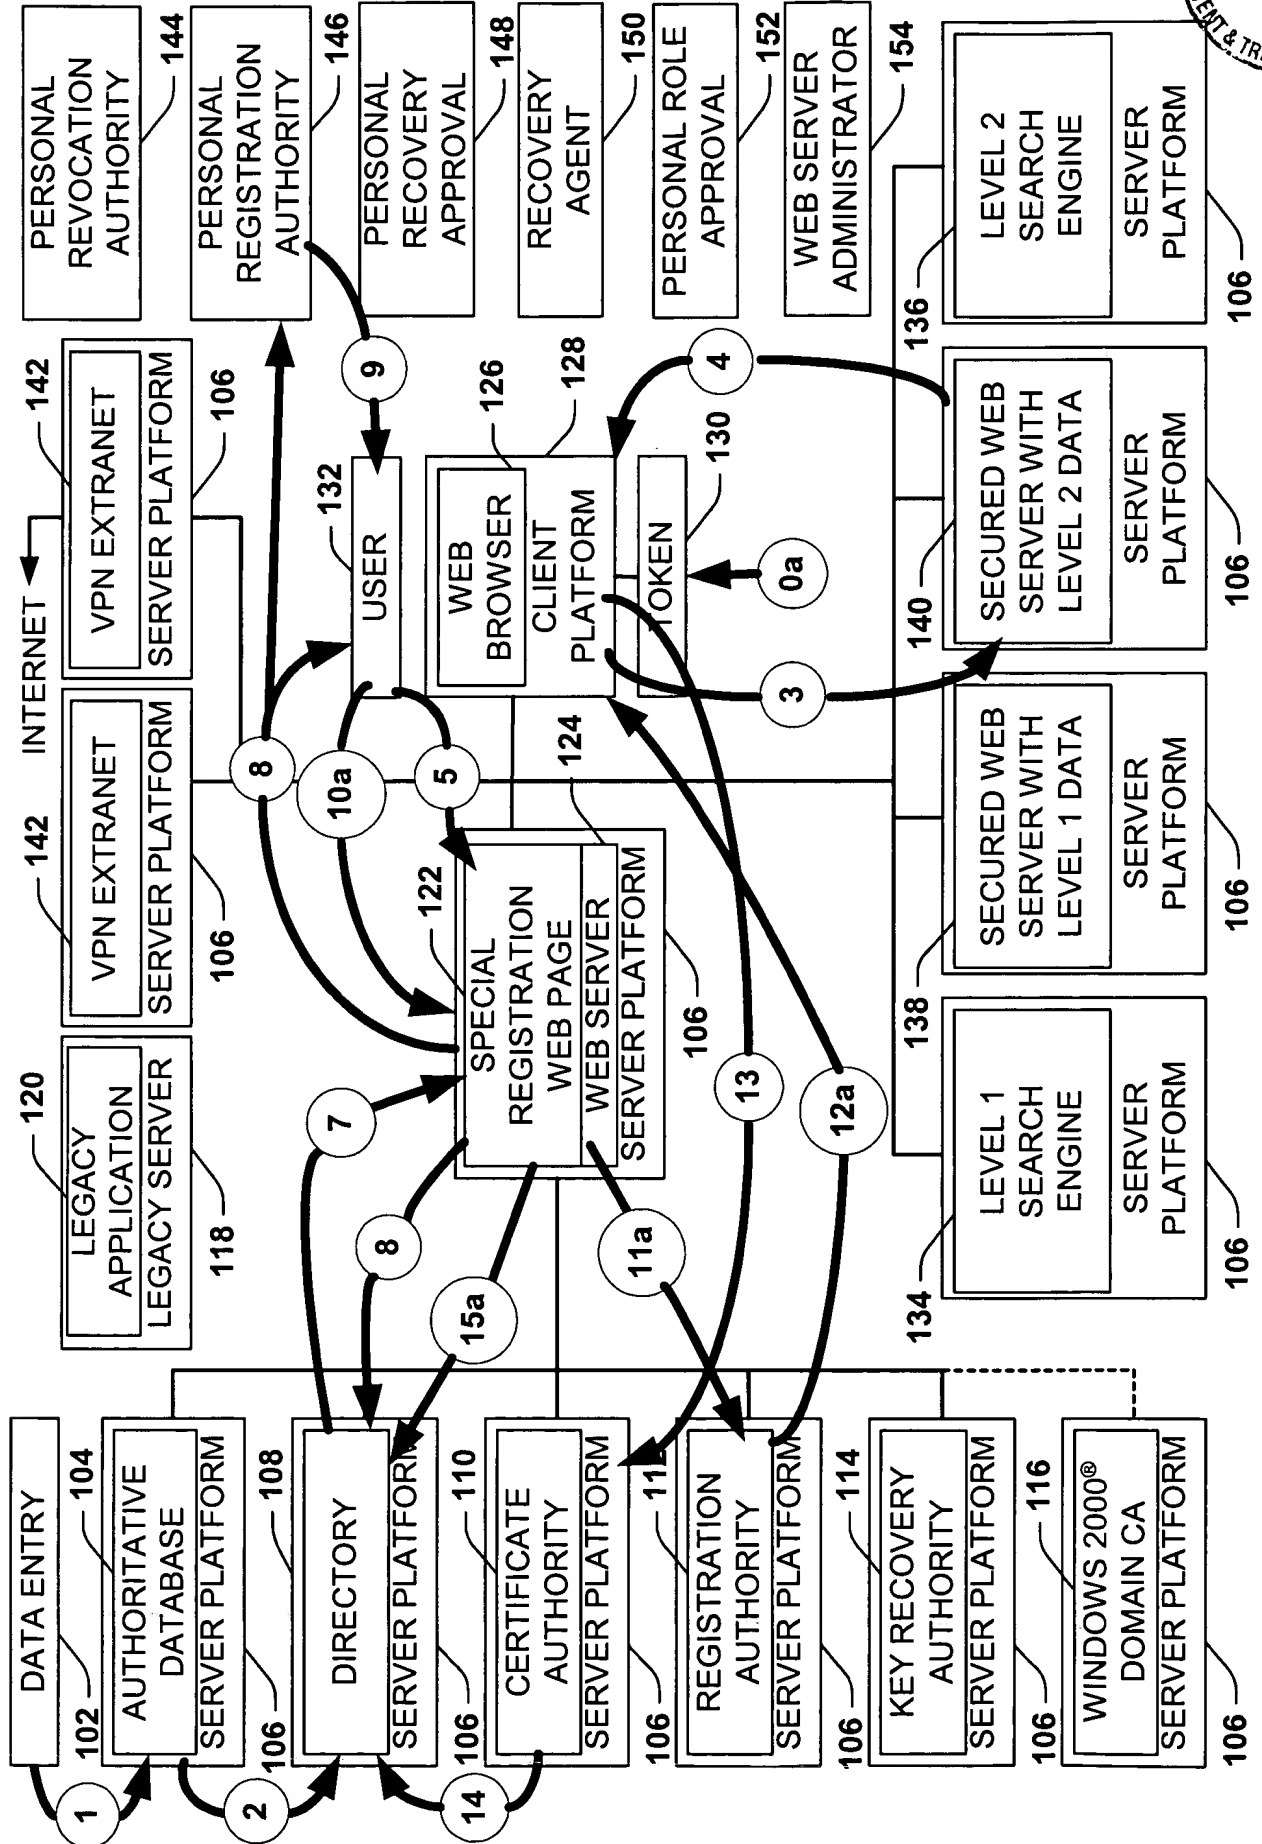 DATA ENTRY
102
1
AUTHORITATIVE
DATABASE
SERVER PLATFORM
104
106
2
DIRECTORY
SERVER PLATFORM
108
106
14
CERTIFICATE
AUTHORITY
SERVER PLATFORM
110
106
REGISTRATION
AUTHORITY
SERVER PLATFORM
112
106
KEY RECOVERY
AUTHORITY
SERVER PLATFORM
114
106
WINDOWS 2000®
DOMAIN CA
SERVER PLATFORM
116
106
LEGACY
APPLICATION
LEGACY SERVER
120
118
7
8
15a
11a
SPECIAL
REGISTRATION
WEB PAGE
WEB SERVER
SERVER PLATFORM
122
124
106
13
12a
INTERNET
VPN EXTRANET
SERVER PLATFORM
142
106
VPN EXTRANET
SERVER PLATFORM
142
106
8
10a
5
USER
132
WEB
BROWSER
CLIENT
PLATFORM
126
128
TOKEN
130
9
4
3
0a
LEVEL 1
SEARCH
ENGINE
SERVER
PLATFORM
134
106
SECURED WEB
SERVER WITH
LEVEL 1 DATA
SERVER
PLATFORM
138
106
SECURED WEB
SERVER WITH
LEVEL 2 DATA
SERVER
PLATFORM
140
106
LEVEL 2
SEARCH
ENGINE
SERVER
PLATFORM
136
106
PERSONAL
REVOCATION
AUTHORITY
144
PERSONAL
REGISTRATION
AUTHORITY
146
PERSONAL
RECOVERY
APPROVAL
148
RECOVERY
AGENT
150
PERSONAL ROLE
APPROVAL
152
WEB SERVER
ADMINISTRATOR
154